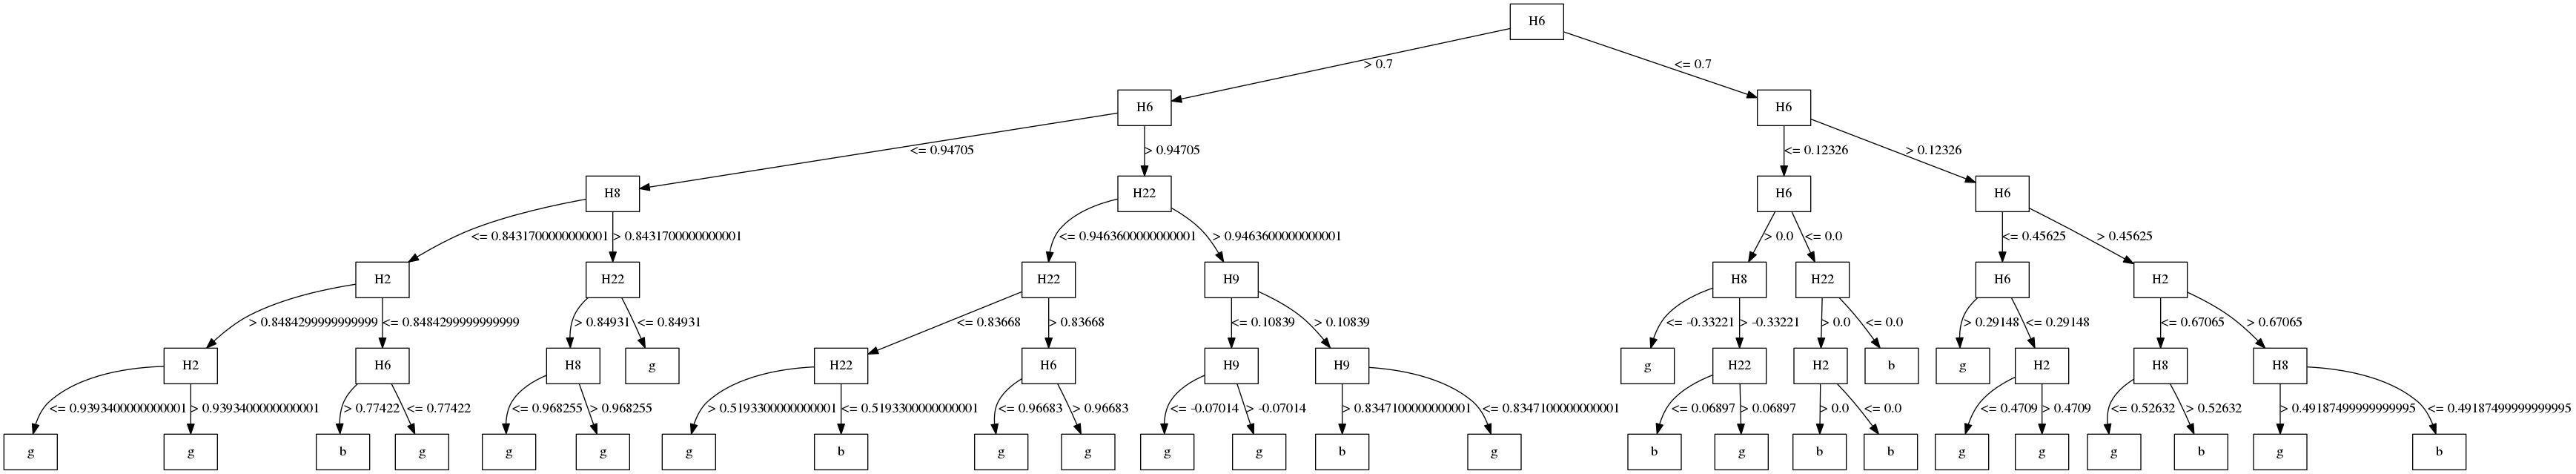 H6
> 0.7
<= 0.7
H6
H6
<= 0.94705
> 0.94705
<= 0.12326
> 0.12326
H8
H22
H6
H6
<= 0.8431700000000001
> 0.8431700000000001
<= 0.9463600000000001
> 0.9463600000000001
> 0.0
<= 0.0
<= 0.45625
> 0.45625
H2
H22
H22
H9
H8
H22
H6
H2
> 0.8484299999999999
<= 0.8484299999999999
> 0.84931
<= 0.84931
<= 0.83668
> 0.83668
<= 0.10839
> 0.10839
<= -0.33221
> -0.33221
> 0.0
<= 0.0
> 0.29148
<= 0.29148
<= 0.67065
> 0.67065
H2
H6
H8
g
H22
H6
H9
H9
g
H22
H2
b
g
H2
H8
H8
<= 0.9393400000000001
> 0.9393400000000001
> 0.77422
<= 0.77422
<= 0.968255
> 0.968255
> 0.5193300000000001
<= 0.5193300000000001
<= 0.96683
> 0.96683
<= -0.07014
> -0.07014
> 0.8347100000000001
<= 0.8347100000000001
<= 0.06897
> 0.06897
> 0.0
<= 0.0
<= 0.4709
> 0.4709
<= 0.52632
> 0.52632
> 0.49187499999999995
<= 0.49187499999999995
g
g
b
g
g
g
g
b
g
g
g
g
b
g
b
g
b
b
g
g
g
b
g
b